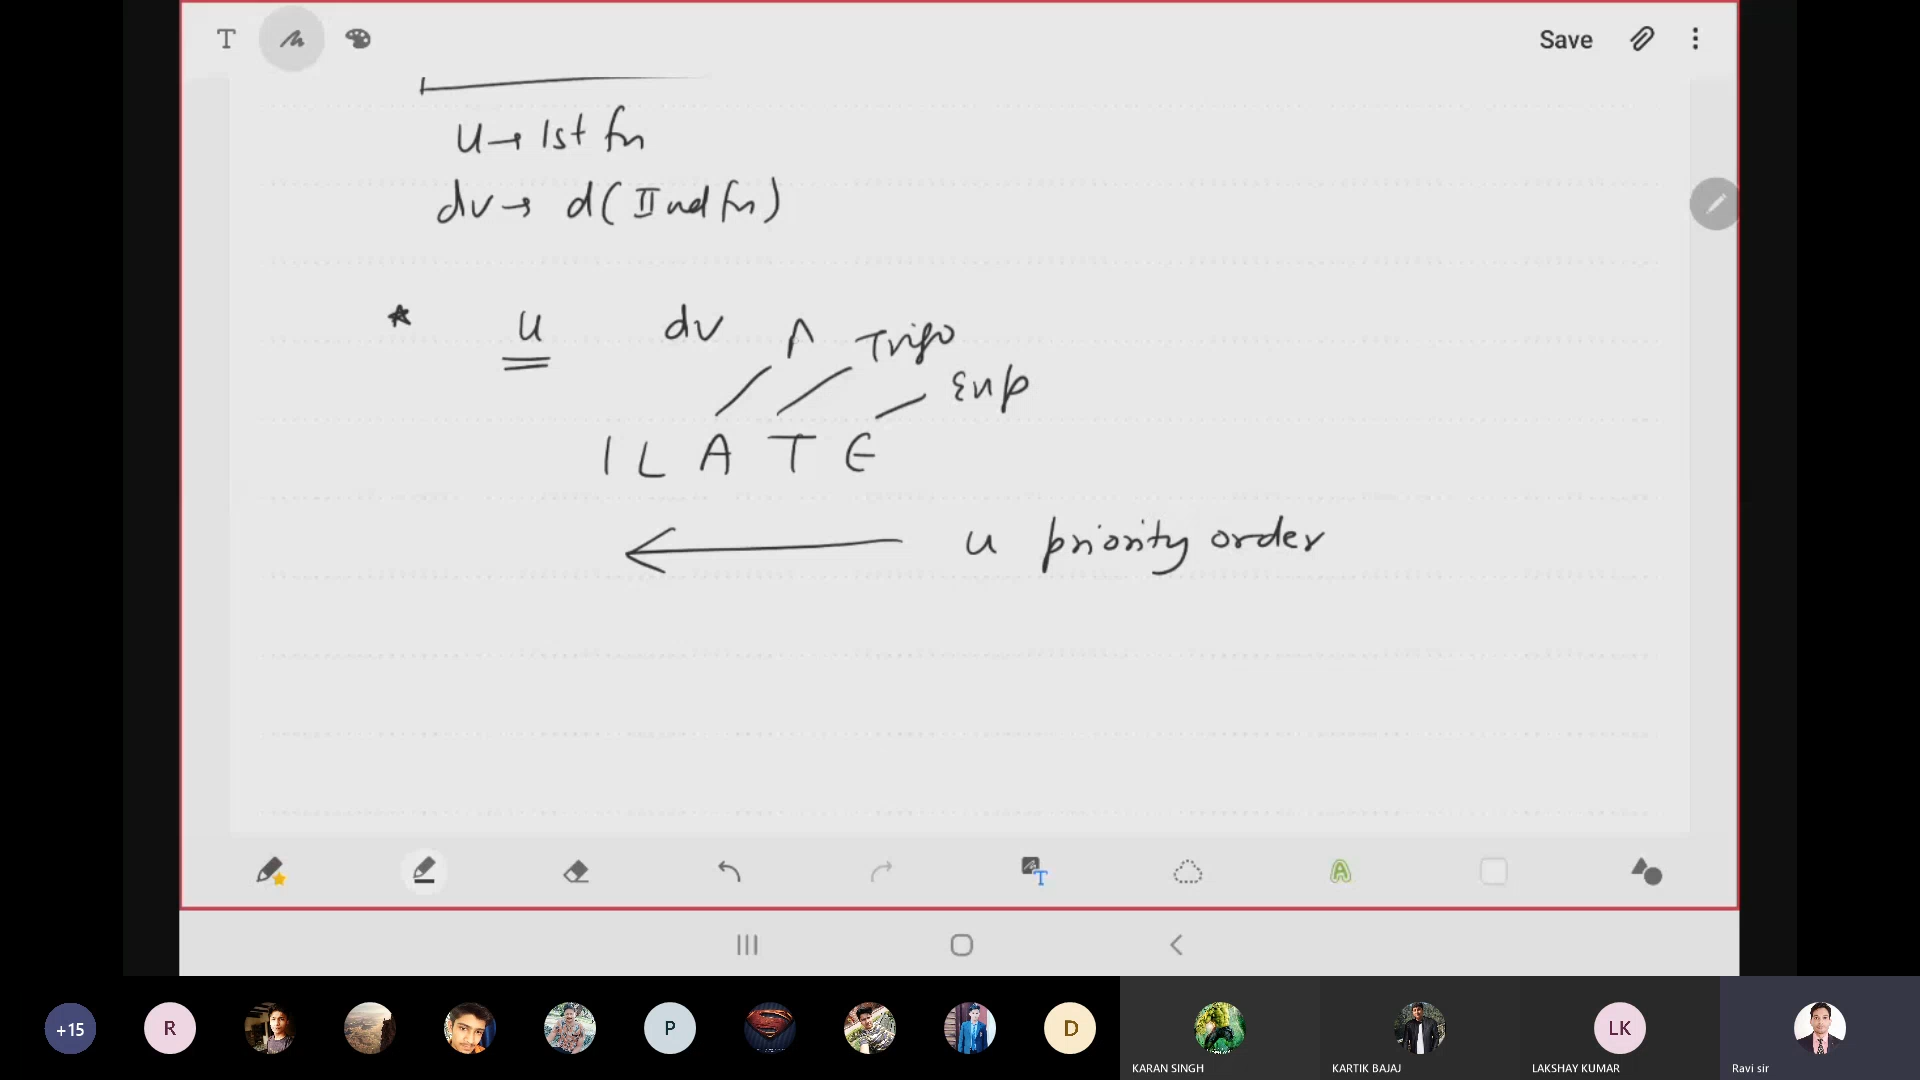 T Save
u→ 1st fn
dv→ d(IInd fn)
u dv A Trigo
Exp
I L A T E
← u priority order
T A
+15 R P D LK
KARAN SINGH KARTIK BAJAJ LAKSHAY KUMAR Ravi sir